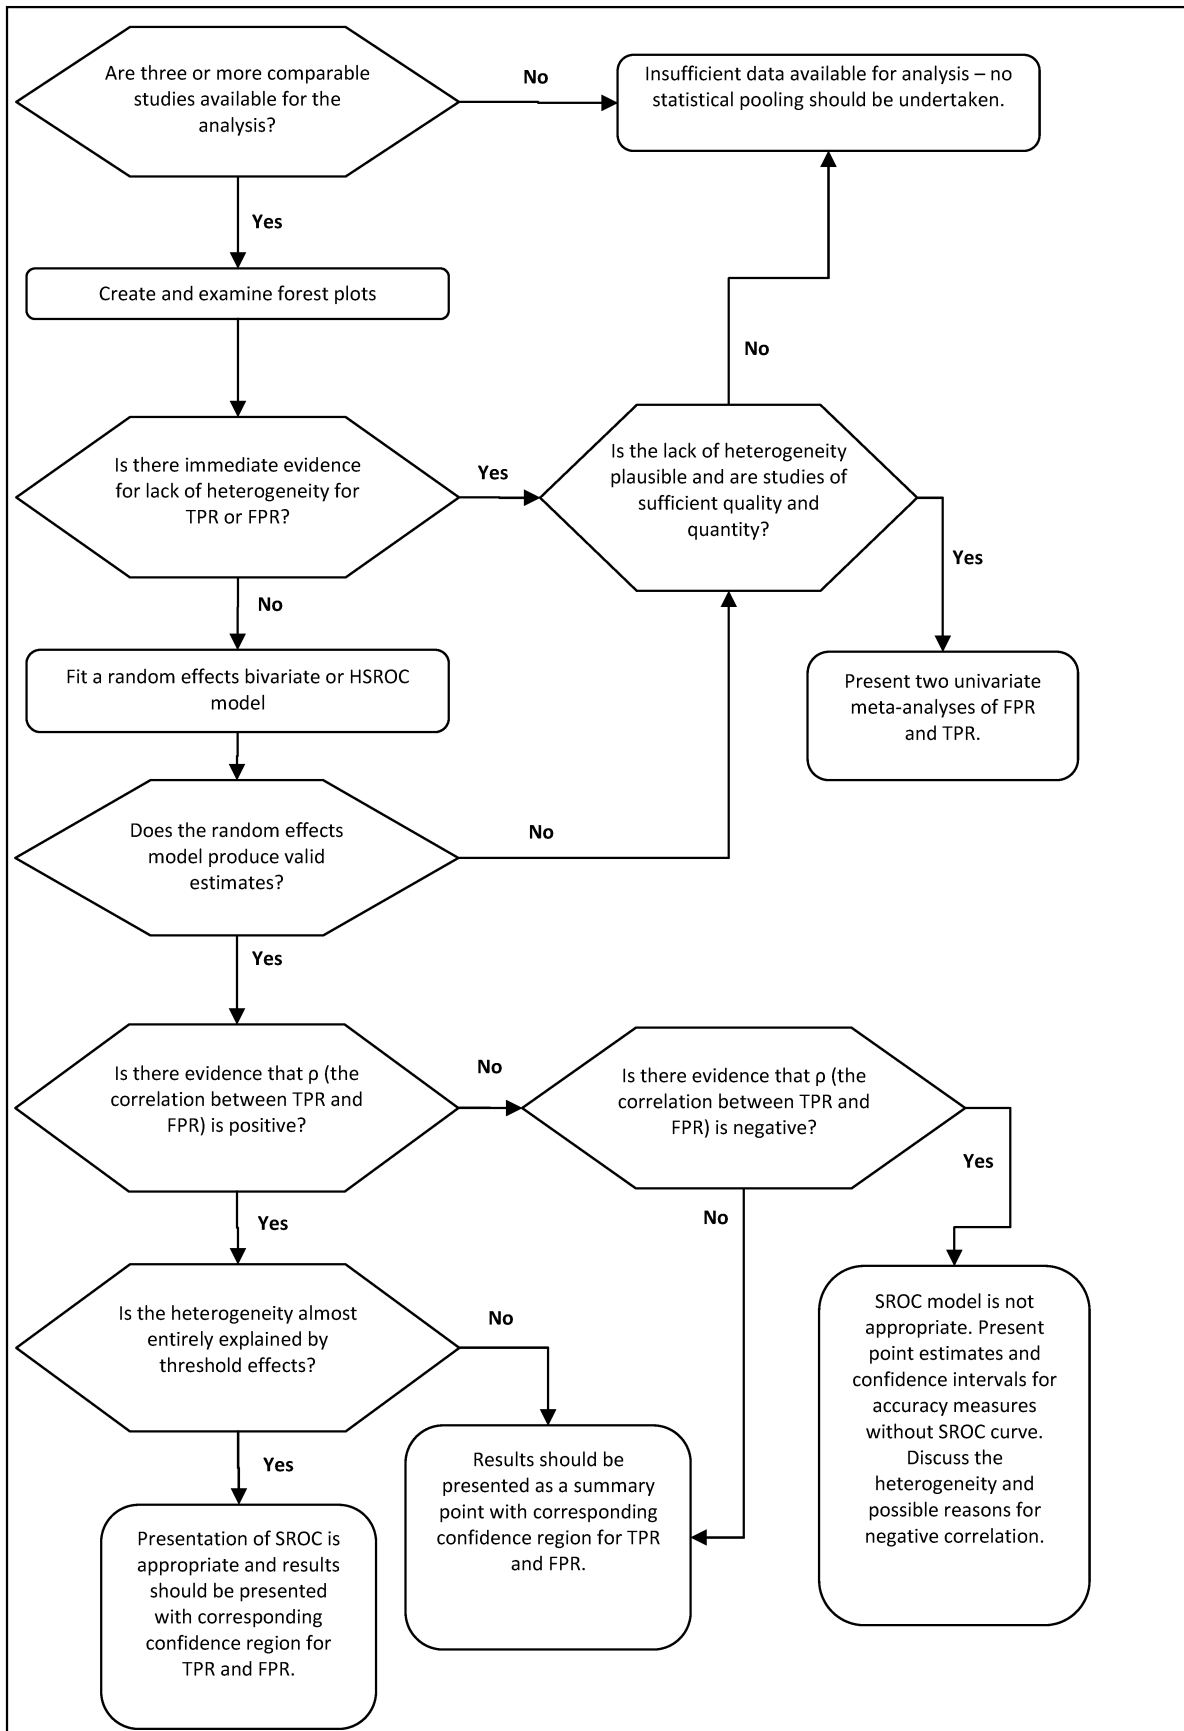 Are three or more comparable
studies available for the
analysis?
No
Insufficient data available for analysis – no
statistical pooling should be undertaken.
Yes
Create and examine forest plots
No
Is there immediate evidence
for lack of heterogeneity for
TPR or FPR?
Yes
Is the lack of heterogeneity
plausible and are studies of
sufficient quality and
quantity?
Yes
No
Fit a random effects bivariate or HSROC
model
Present two univariate
meta-analyses of FPR
and TPR.
Does the random effects
model produce valid
estimates?
No
Yes
Is there evidence that ρ (the
correlation between TPR and
FPR) is positive?
No
Is there evidence that ρ (the
correlation between TPR and
FPR) is negative?
Yes
No
Yes
Is the heterogeneity almost
entirely explained by
threshold effects?
No
SROC model is not
appropriate. Present
point estimates and
confidence intervals for
accuracy measures
without SROC curve.
Discuss the
heterogeneity and
possible reasons for
negative correlation.
Yes
Results should be
presented as a summary
point with corresponding
confidence region for TPR
and FPR.
Presentation of SROC is
appropriate and results
should be presented
with corresponding
confidence region for
TPR and FPR.